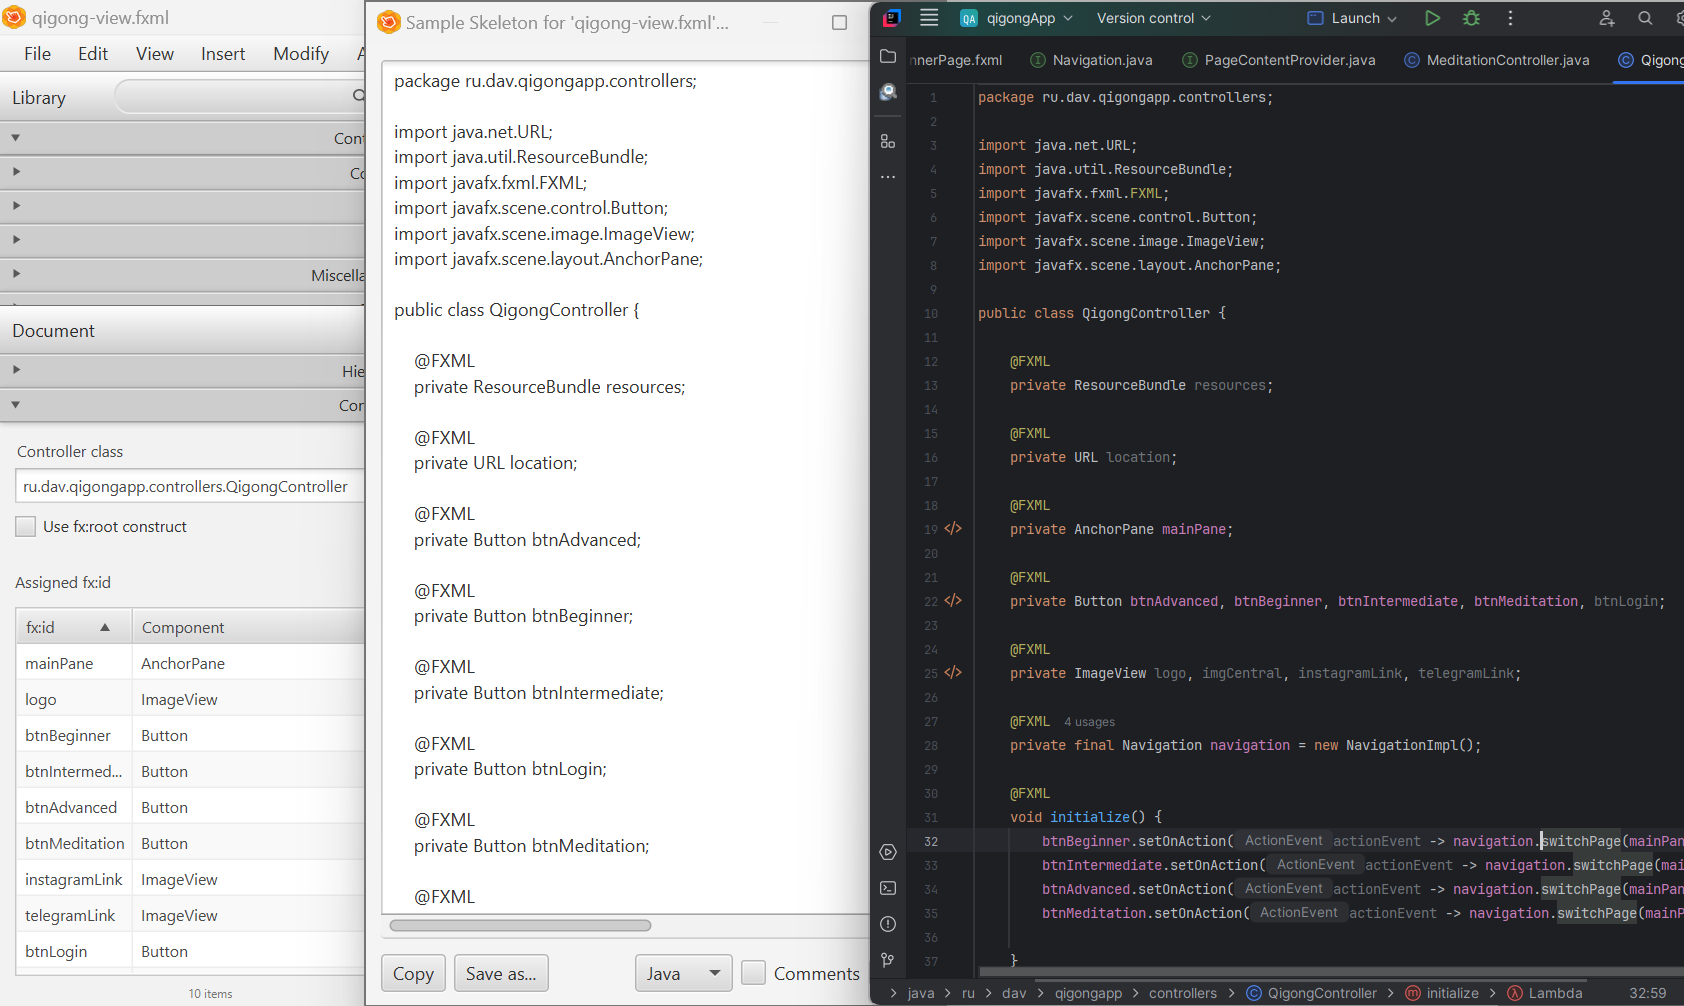 qigong-view.fxml
File Edit View Insert Modify A
Library
Cont
Co
Miscella
Document
Hie
Con
Controller class
ru.dav.qigongapp.controllers.QigongController
Use fx:root construct
Assigned fx:id
fx:id Component
mainPane AnchorPane
logo ImageView
btnBeginner Button
btnIntermed... Button
btnAdvanced Button
btnMeditation Button
instagramLink ImageView
telegramLink ImageView
btnLogin Button
10 items
Sample Skeleton for 'qigong-view.fxml'...
package ru.dav.qigongapp.controllers;
import java.net.URL;
import java.util.ResourceBundle;
import javafx.fxml.FXML;
import javafx.scene.control.Button;
import javafx.scene.image.ImageView;
import javafx.scene.layout.AnchorPane;
public class QigongController {
@FXML
private ResourceBundle resources;
@FXML
private URL location;
@FXML
private Button btnAdvanced;
@FXML
private Button btnBeginner;
@FXML
private Button btnIntermediate;
@FXML
private Button btnLogin;
@FXML
private Button btnMeditation;
@FXML
Copy Save as... Java Comments
QA qigongApp Version control Launch
nnerPage.fxml Navigation.java PageContentProvider.java MeditationController.java Qigong
1 package ru.dav.qigongapp.controllers;
2
3 import java.net.URL;
4 import java.util.ResourceBundle;
5 import javafx.fxml.FXML;
6 import javafx.scene.control.Button;
7 import javafx.scene.image.ImageView;
8 import javafx.scene.layout.AnchorPane;
9
10 public class QigongController {
11
12 @FXML
13 private ResourceBundle resources;
14
15 @FXML
16 private URL location;
17
18 @FXML
19 private AnchorPane mainPane;
20
21 @FXML
22 private Button btnAdvanced, btnBeginner, btnIntermediate, btnMeditation, btnLogin;
23
24 @FXML
25 private ImageView logo, imgCentral, instagramLink, telegramLink;
26
27 @FXML 4 usages
28 private final Navigation navigation = new NavigationImpl();
29
30 @FXML
31 void initialize() {
32 btnBeginner.setOnAction( ActionEvent actionEvent -> navigation.switchPage(mainPan
33 btnIntermediate.setOnAction( ActionEvent actionEvent -> navigation.switchPage(mai
34 btnAdvanced.setOnAction( ActionEvent actionEvent -> navigation.switchPage(mainPan
35 btnMeditation.setOnAction( ActionEvent actionEvent -> navigation.switchPage(mainP
36
37 }
java > ru > dav > qigongapp > controllers > QigongController > initialize > Lambda 32:59